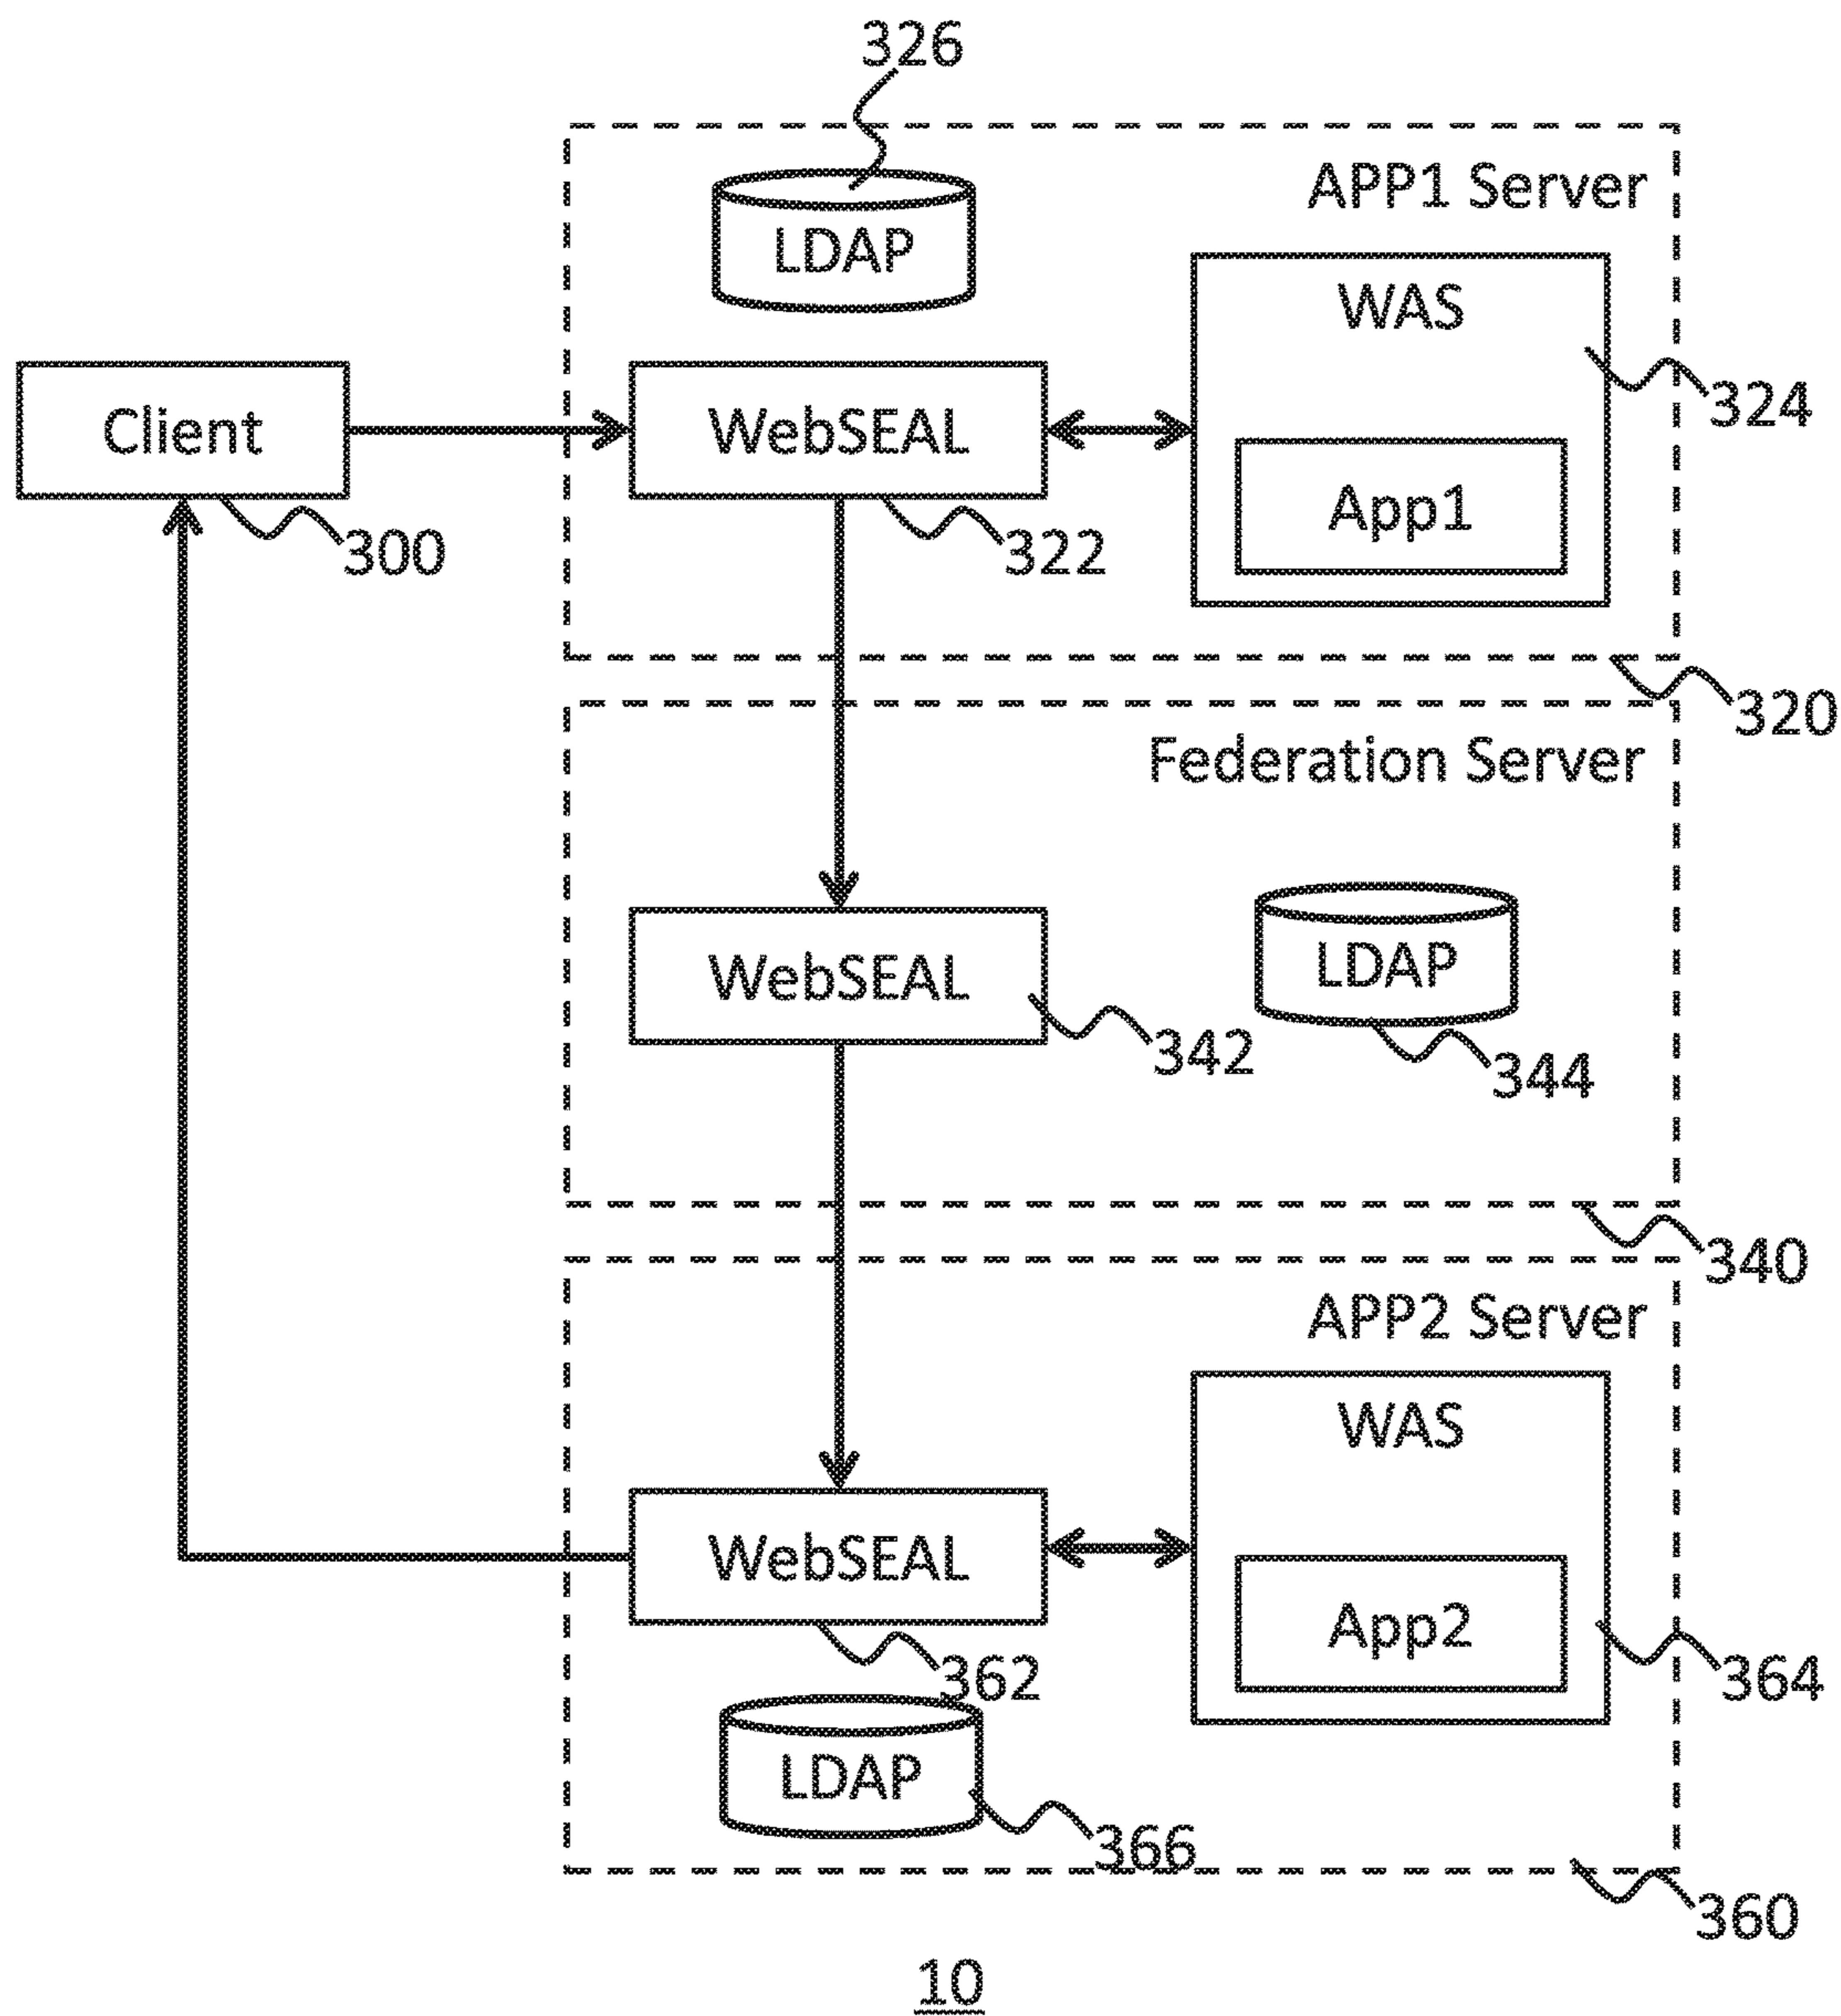 326
APP1 Server
LDAP
WAS
324
Client
WebSEAL
App1
300
322
320
Federation Server
WebSEAL
LDAP
342
344
340
APP2 Server
WAS
WebSEAL
App2
362
364
LDAP
366
360
10